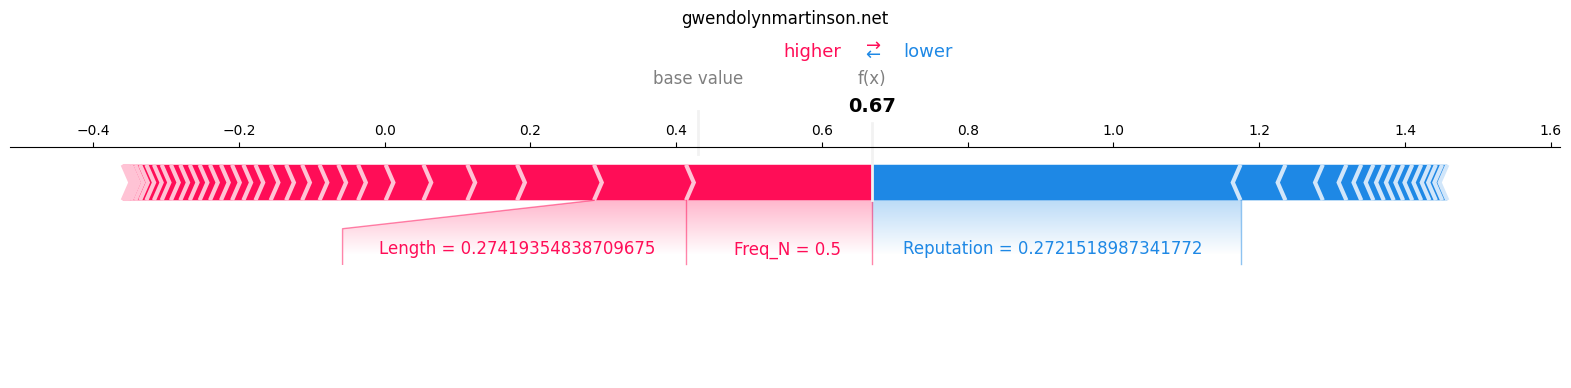 gwendolynmartinson.net
higher ⇄ lower
base value f(x)
0.67
−0.4 −0.2 0.0 0.2 0.4 0.6 0.8 1.0 1.2 1.4 1.6
Length = 0.27419354838709675 Freq_N = 0.5 Reputation = 0.2721518987341772